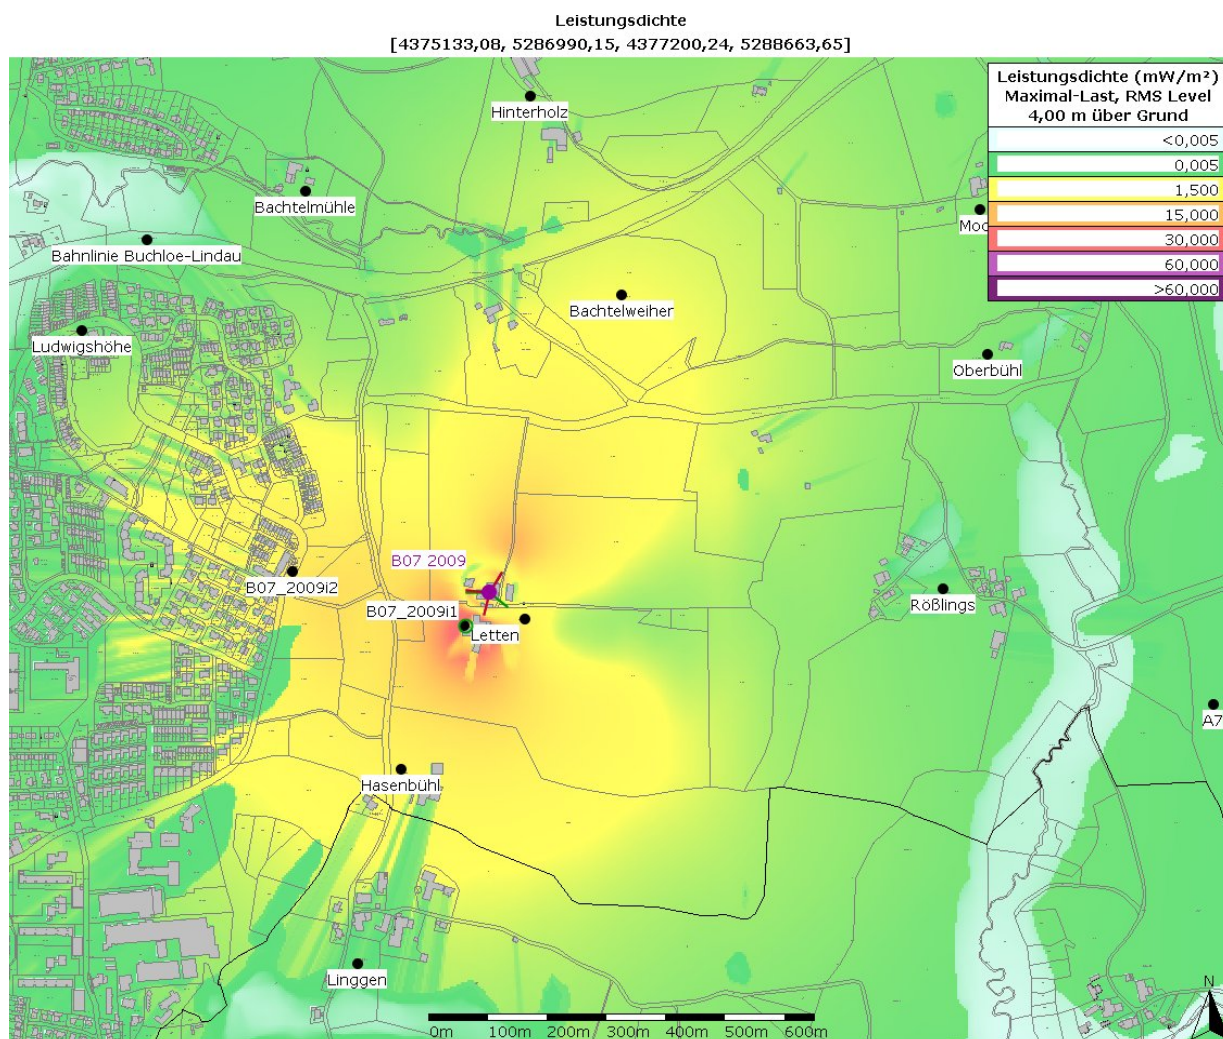 Leistungsdichte
[4375133,08, 5286990,15, 4377200,24, 5288663,65]
Leistungsdichte (mW/m²)
Maximal-Last, RMS Level
4,00 m über Grund
<0,005
0,005
1,500
15,000
30,000
60,000
>60,000
Hinterholz
Bachtelmühle
Moo
Bahnlinie Buchloe-Lindau
Bachtelweiher
Ludwigshöhe
Oberbühl
B07 2009
B07_2009i2
B07_2009i1
Rößlings
Letten
A7
Hasenbühl
Linggen
N
0m 100m 200m 300m 400m 500m 600m